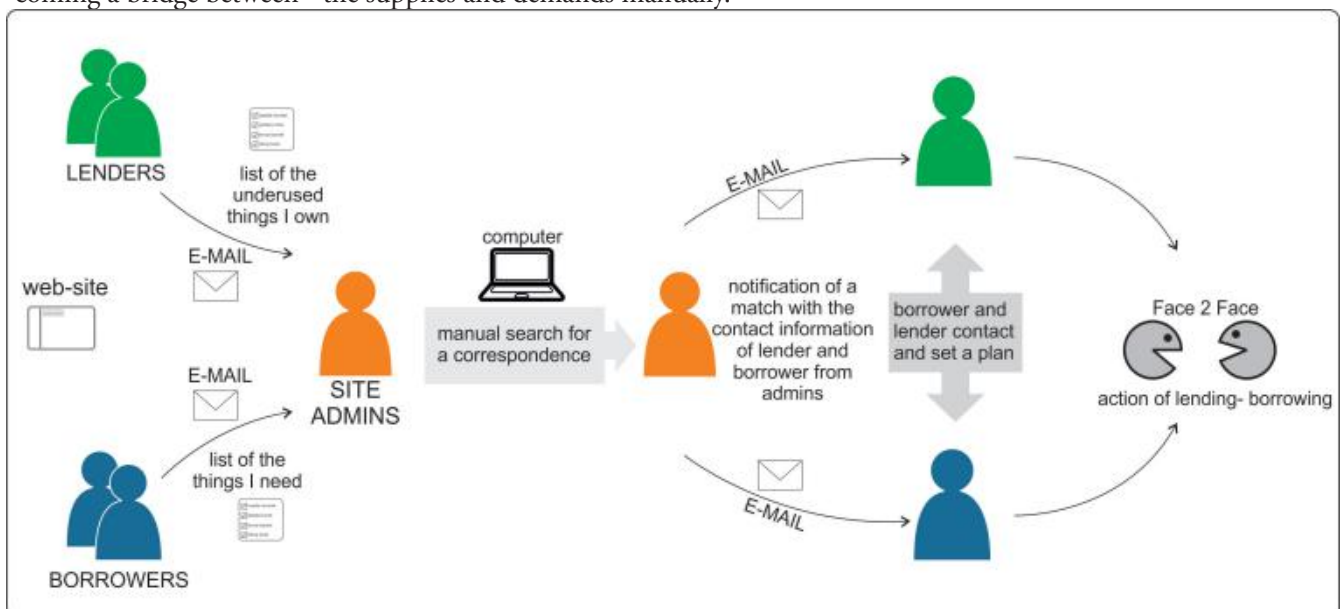 coming a bridge between the supplies and demands manually.
LENDERS
list of the
underused
things I own
E-MAIL
web-site
E-MAIL
SITE
ADMINS
list of the
things I need
BORROWERS
computer
manual search for
a correspondence
E-MAIL
notification of a
match with the
contact information
of lender and
borrower from
admins
E-MAIL
borrower and
lender contact
and set a plan
Face 2 Face
action of lending- borrowing